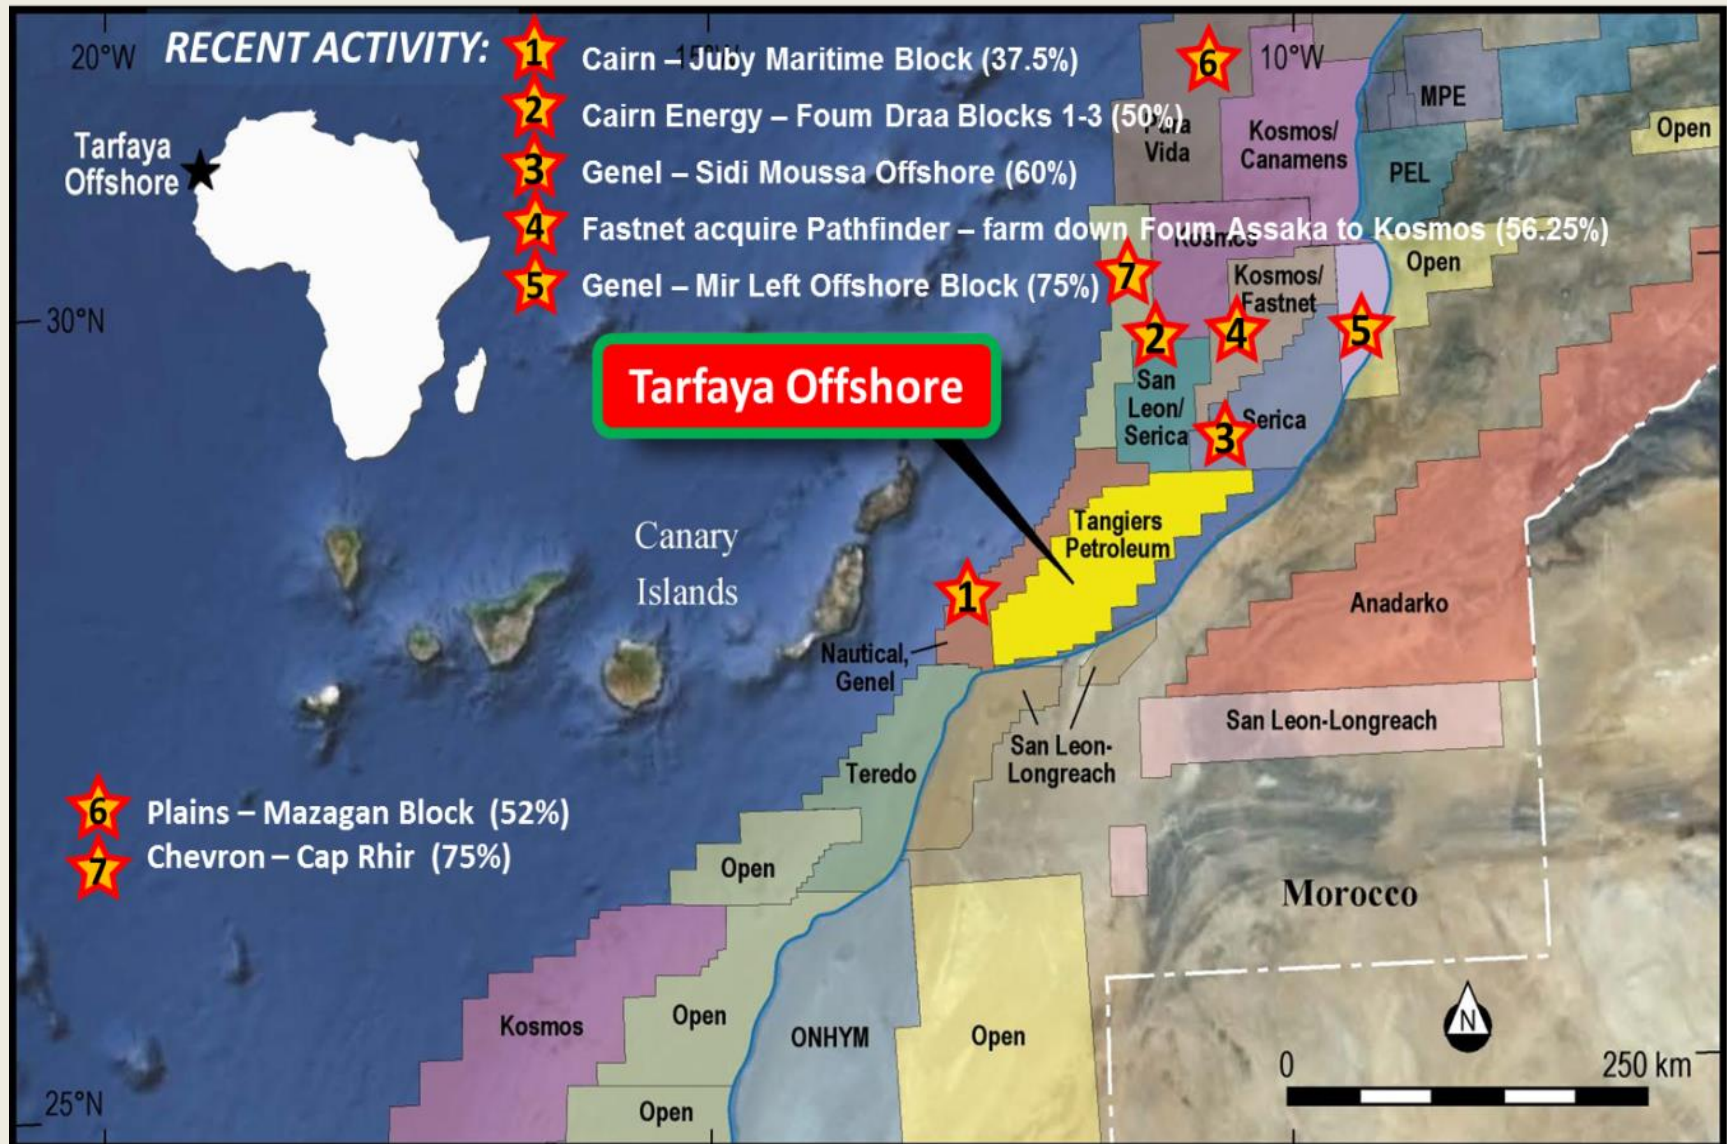 RECENT ACTIVITY:
1 Cairn – Juby Maritime Block (37.5%)
2 Cairn Energy – Foum Draa Blocks 1-3 (50%)
3 Genel – Sidi Moussa Offshore (60%)
4 Fastnet acquire Pathfinder – farm down Foum Assaka to Kosmos (56.25%)
5 Genel – Mir Left Offshore Block (75%)
20°W
15°W
10°W
30°N
25°N
Tarfaya
Offshore
6
Pura
Vida
Kosmos/
Canamens
MPE
Open
PEL
Kosmos
7
Kosmos/
Fastnet
Open
2
4
5
San
Leon/
Serica
3
Serica
Tarfaya Offshore
Canary
Islands
Tangiers
Petroleum
1
Nautical,
Genel
Anadarko
San Leon-Longreach
San Leon-
Longreach
Teredo
6 Plains – Mazagan Block (52%)
7 Chevron – Cap Rhir (75%)
Open
Morocco
Kosmos
Open
ONHYM
Open
Open
N
0 250 km